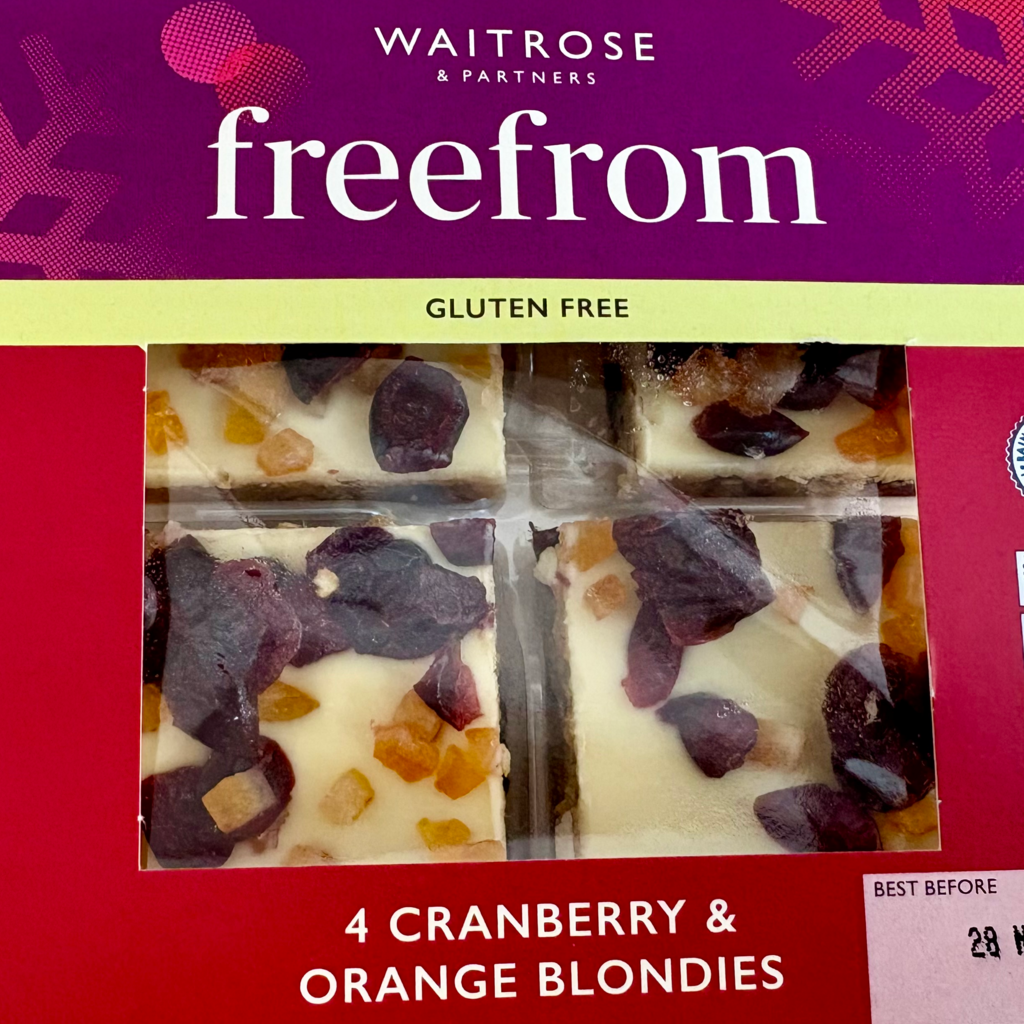 WAITROSE
& PARTNERS
freefrom
GLUTEN FREE
4 CRANBERRY &
ORANGE BLONDIES
BEST BEFORE
28